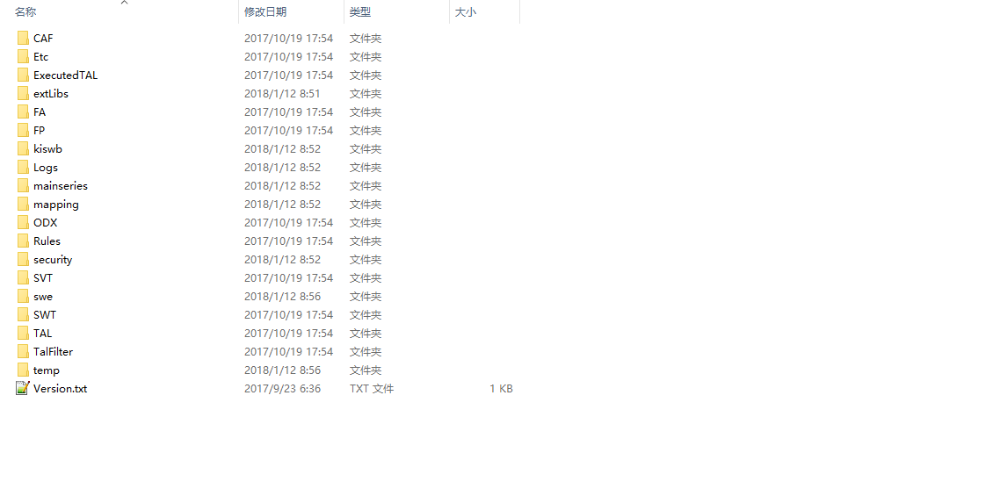 名称 修改日期 类型 大小
CAF 2017/10/19 17:54 文件夹
Etc 2017/10/19 17:54 文件夹
ExecutedTAL 2017/10/19 17:54 文件夹
extLibs 2018/1/12 8:51 文件夹
FA 2017/10/19 17:54 文件夹
FP 2017/10/19 17:54 文件夹
kiswb 2018/1/12 8:52 文件夹
Logs 2018/1/12 8:52 文件夹
mainseries 2018/1/12 8:52 文件夹
mapping 2018/1/12 8:52 文件夹
ODX 2017/10/19 17:54 文件夹
Rules 2017/10/19 17:54 文件夹
security 2018/1/12 8:52 文件夹
SVT 2017/10/19 17:54 文件夹
swe 2018/1/12 8:56 文件夹
SWT 2017/10/19 17:54 文件夹
TAL 2017/10/19 17:54 文件夹
TalFilter 2017/10/19 17:54 文件夹
temp 2018/1/12 8:56 文件夹
Version.txt 2017/9/23 6:36 TXT 文件 1 KB